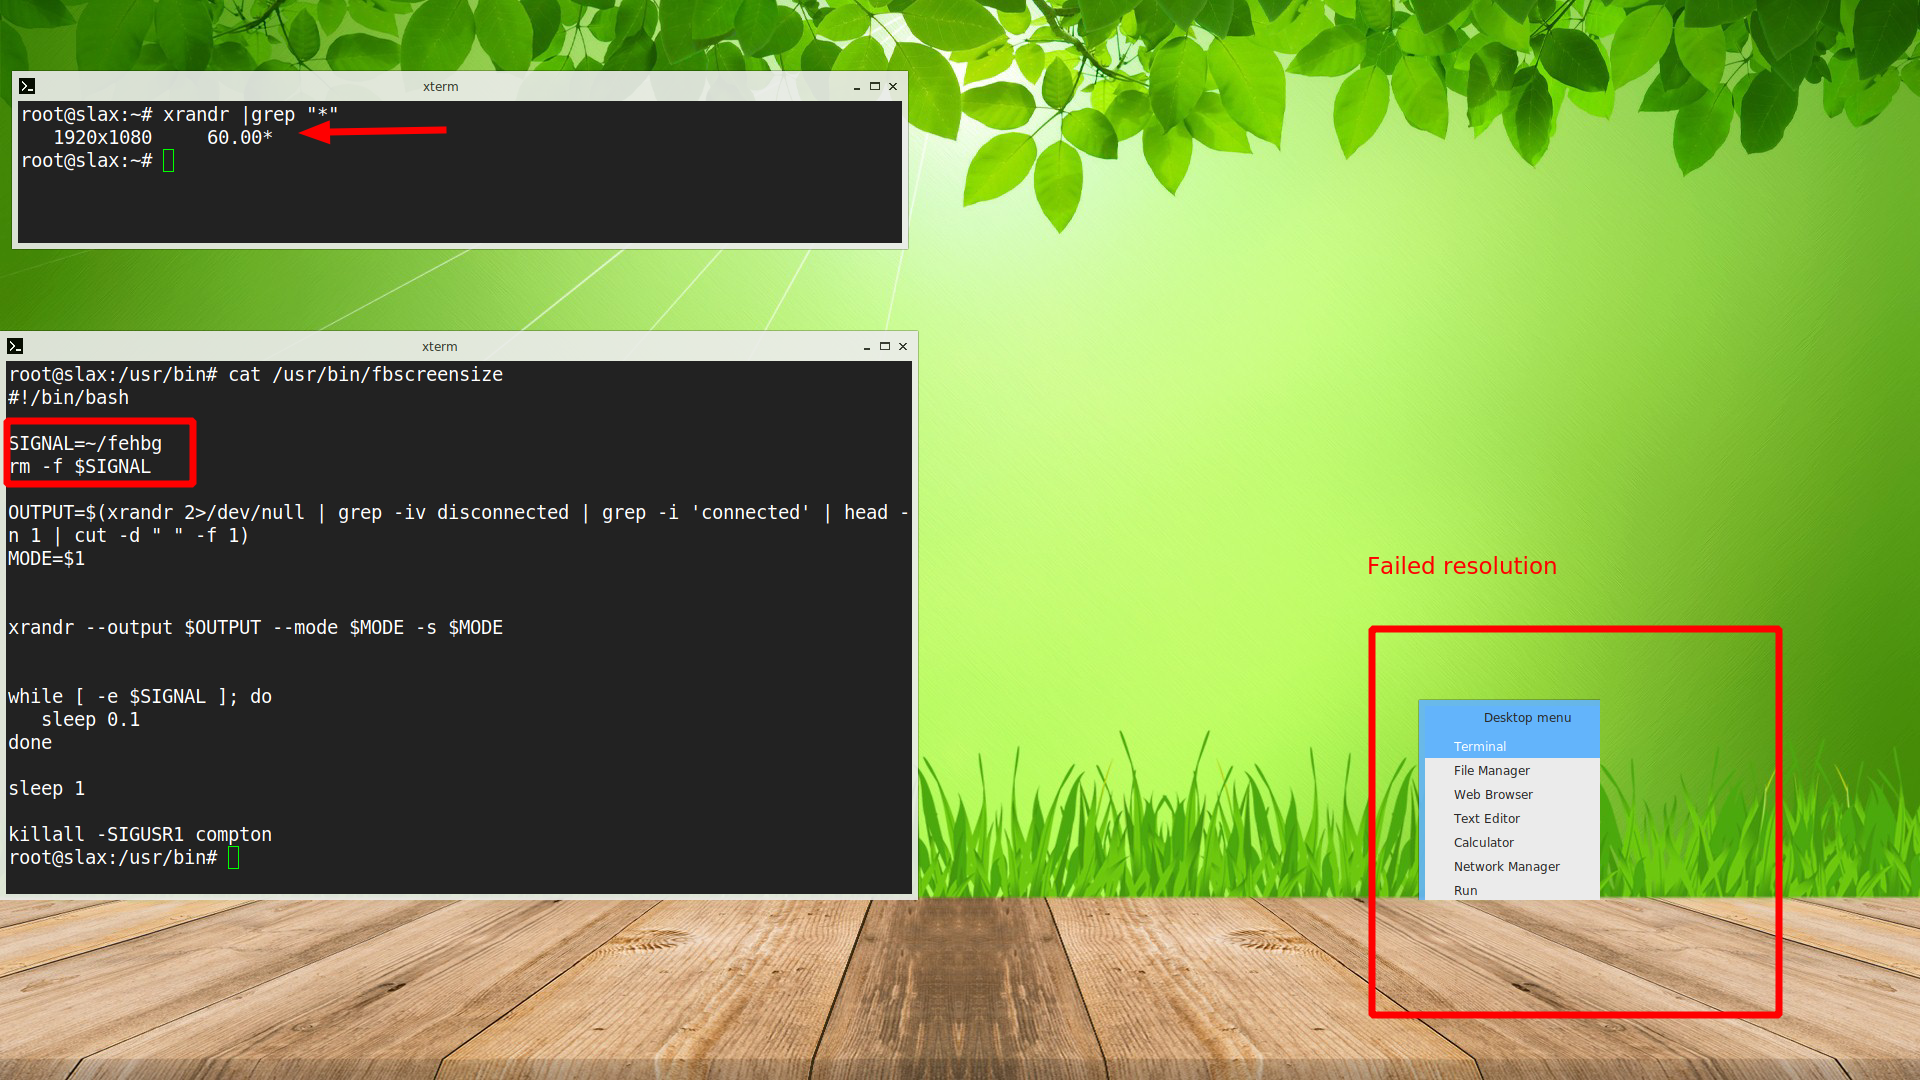 xterm
root@slax:~# xrandr |grep "*"
1920x1080     60.00*
root@slax:~#
xterm
root@slax:/usr/bin# cat /usr/bin/fbscreensize
#!/bin/bash
SIGNAL=~/fehbg
rm -f $SIGNAL
OUTPUT=$(xrandr 2>/dev/null | grep -iv disconnected | grep -i 'connected' | head -
n 1 | cut -d " " -f 1)
MODE=$1
xrandr --output $OUTPUT --mode $MODE -s $MODE
while [ -e $SIGNAL ]; do
sleep 0.1
done
sleep 1
killall -SIGUSR1 compton
root@slax:/usr/bin#
Failed resolution
Desktop menu
Terminal
File Manager
Web Browser
Text Editor
Calculator
Network Manager
Run